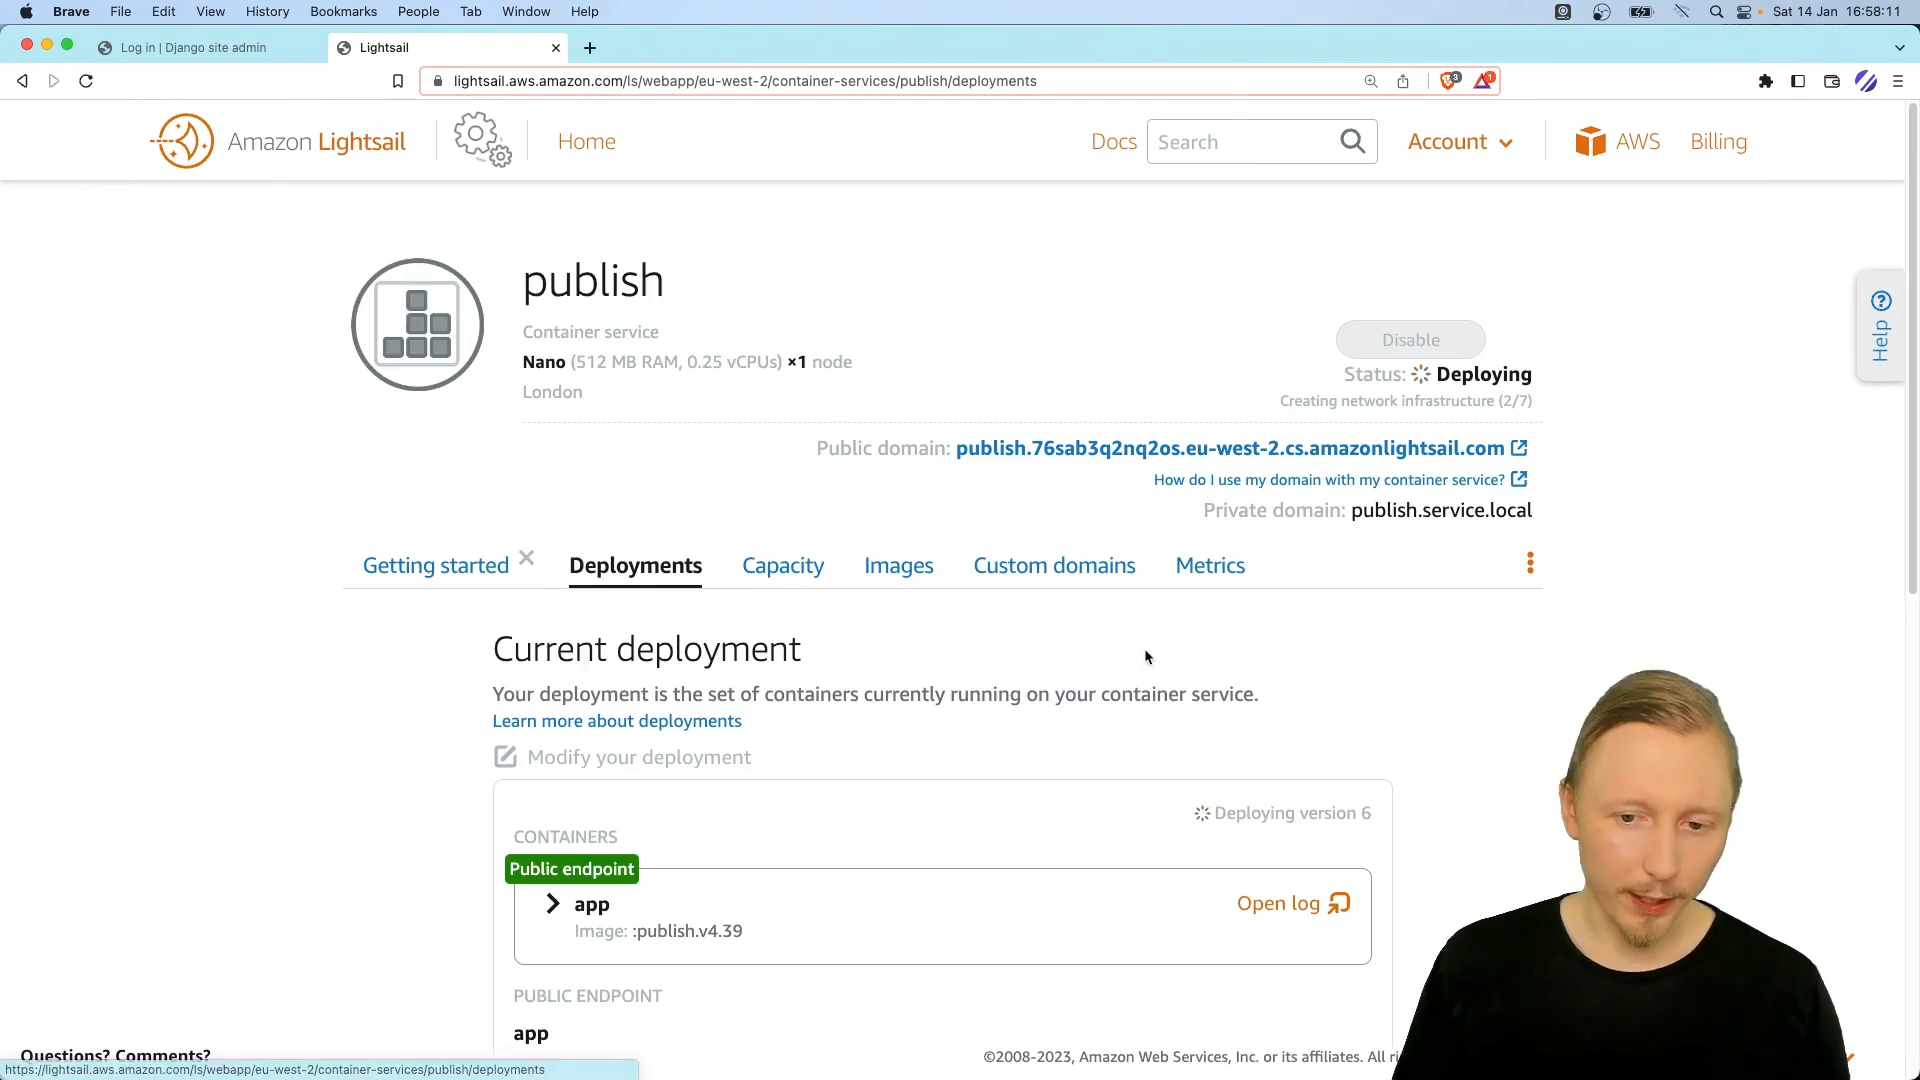 Brave File Edit View History Bookmarks People Tab Window Help Sat 14 Jan 16:58:11
Log in | Django site admin Lightsail
lightsail.aws.amazon.com/ls/webapp/eu-west-2/container-services/publish/deployments 3 1
Amazon Lightsail Home Docs Search Account AWS Billing
publish
Container service
Disable
Nano (512 MB RAM, 0.25 vCPUs) ×1 node
Status: Deploying
London
Creating network infrastructure (2/7)
Help
Public domain: publish.76sab3q2nq2os.eu-west-2.cs.amazonlightsail.com
How do I use my domain with my container service?
Private domain: publish.service.local
Getting started Deployments Capacity Images Custom domains Metrics
Current deployment
Your deployment is the set of containers currently running on your container service.
Learn more about deployments
Modify your deployment
Deploying version 6
CONTAINERS
Public endpoint
app Open log
Image: :publish.v4.39
PUBLIC ENDPOINT
app
Questions? Comments? ©2008-2023, Amazon Web Services, Inc. or its affiliates. All
https://lightsail.aws.amazon.com/ls/webapp/eu-west-2/container-services/publish/deployments